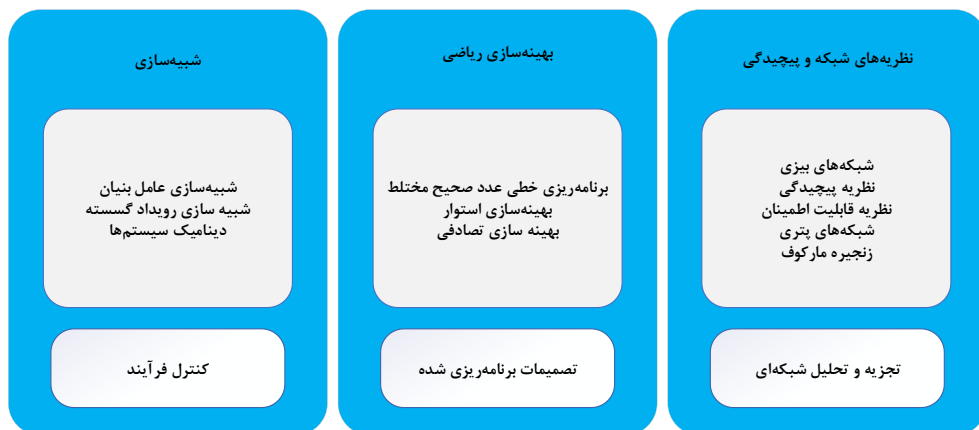 نظریه‌های شبکه و پیچیدگی
شبکه‌های بیزی
نظریه پیچیدگی
نظریه قابلیت اطمینان
شبکه‌های پتری
زنجیره مارکوف
تجزیه و تحلیل شبکه‌ای
بهینه‌سازی ریاضی
برنامه‌ریزی خطی عدد صحیح مختلط
بهینه‌سازی استوار
بهینه سازی تصادفی
تصمیمات برنامه‌ریزی شده
شبیه‌سازی
شبیه‌سازی عامل بنیان
شبیه سازی رویداد گسسته
دینامیک سیستم‌ها
کنترل فرآیند